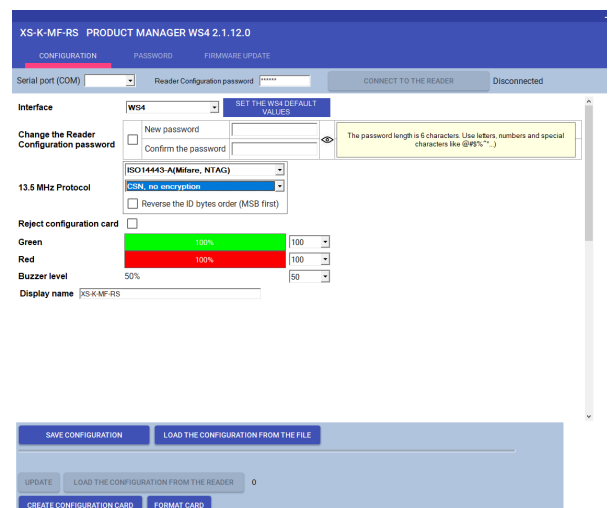 XS-K-MF-RS PRODUCT MANAGER WS4 2.1.12.0
CONFIGURATION PASSWORD FIRMWARE UPDATE
Serial port (COM) Reader Configuration password ****** CONNECT TO THE READER Disconnected
Interface WS4 SET THE WS4 DEFAULT
VALUES
Change the Reader
Configuration password
New password
Confirm the password
The password length is 6 characters. Use letters, numbers and special
characters like @#$%^*,.)
13.5 MHz Protocol
ISO14443-A(Mifare, NTAG)
CSN, no encryption
Reverse the ID bytes order (MSB first)
Reject configuration card
Green 100% 100
Red 100% 100
Buzzer level 50% 50
Display name XS-K-MF-RS
SAVE CONFIGURATION LOAD THE CONFIGURATION FROM THE FILE
UPDATE LOAD THE CONFIGURATION FROM THE READER 0
CREATE CONFIGURATION CARD FORMAT CARD